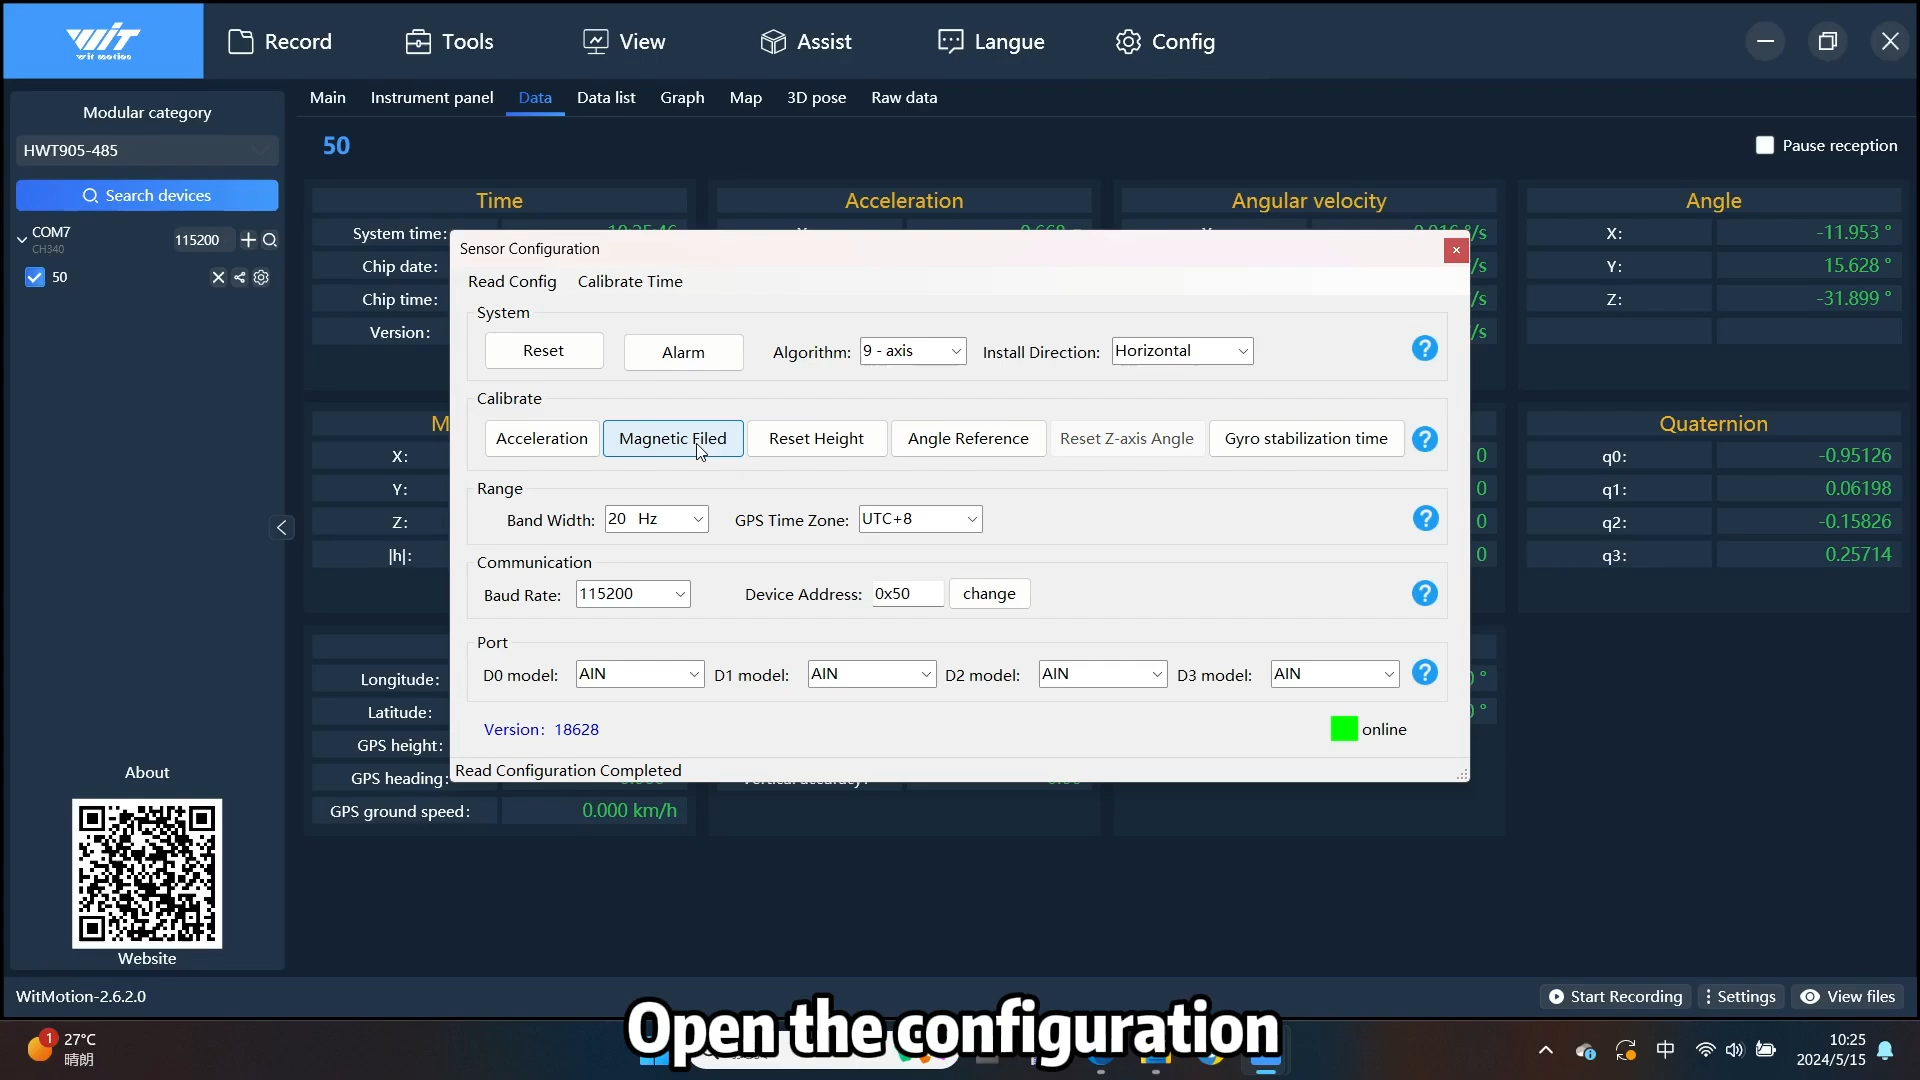 WIT
wit motion
Record
Tools
View
Assist
Langue
Config
Modular category
HWT905-485
Search devices
COM7
CH340
115200
50
About
Website
Main
Instrument panel
Data
Data list
Graph
Map
3D pose
Raw data
50
Pause reception
Time
Acceleration
Angular velocity
Angle
System time:
Chip date:
Chip time:
Version:
X: -11.953 °
Y: 15.628 °
Z: -31.899 °
Sensor Configuration
Read Config
Calibrate Time
System
Reset
Alarm
Algorithm: 9 - axis
Install Direction: Horizontal
Calibrate
Acceleration
Magnetic Filed
Reset Height
Angle Reference
Reset Z-axis Angle
Gyro stabilization time
Range
Band Width: 20 Hz
GPS Time Zone: UTC+8
Communication
Baud Rate: 115200
Device Address: 0x50
change
Port
D0 model: AIN
D1 model: AIN
D2 model: AIN
D3 model: AIN
Version: 18628
online
Read Configuration Completed
X:
Y:
Z:
|h|:
Quaternion
q0: -0.95126
q1: 0.06198
q2: -0.15826
q3: 0.25714
Longitude:
Latitude:
GPS height:
GPS heading:
GPS ground speed: 0.000 km/h
WitMotion-2.6.2.0
Start Recording
Settings
View files
Open the configuration
1
27°C
晴朗
中
10:25
2024/5/15